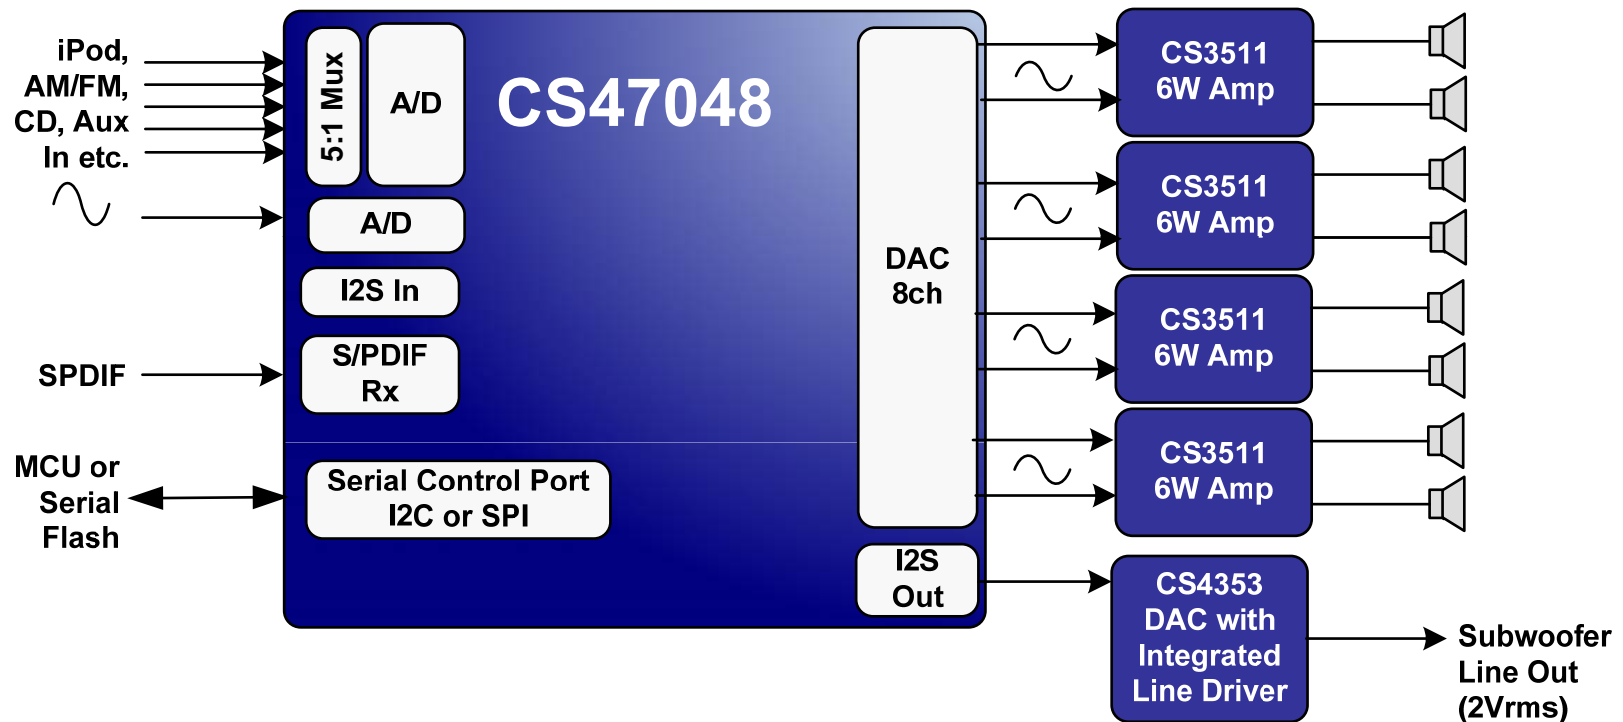 iPod,
AM/FM,
CD, Aux
In etc.
SPDIF
MCU or
Serial
Flash
5:1 Mux
A/D
CS47048
A/D
I2S In
S/PDIF
Rx
Serial Control Port
I2C or SPI
DAC
8ch
I2S
Out
CS3511
6W Amp
CS3511
6W Amp
CS3511
6W Amp
CS3511
6W Amp
CS4353
DAC with
Integrated
Line Driver
Subwoofer
Line Out
(2Vrms)